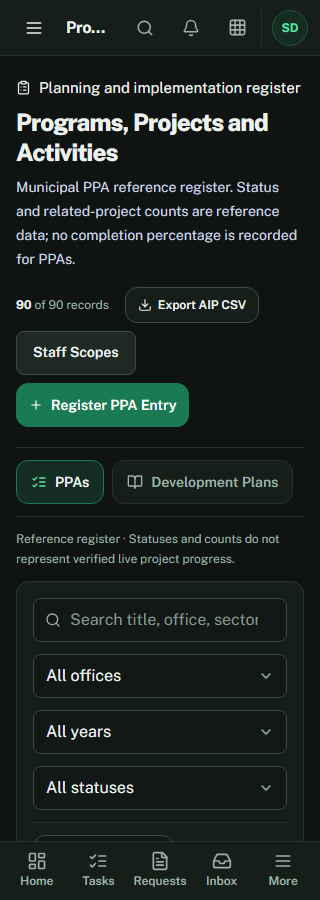 Pro...
SD
Planning and implementation register
Programs, Projects and
Activities
Municipal PPA reference register. Status
and related-project counts are reference
data; no completion percentage is recorded
for PPAs.
90 of 90 records
Export AIP CSV
Staff Scopes
+ Register PPA Entry
PPAs
Development Plans
Reference register · Statuses and counts do not
represent verified live project progress.
Search title, office, sector
All offices
All years
All statuses
Home
Tasks
Requests
Inbox
More